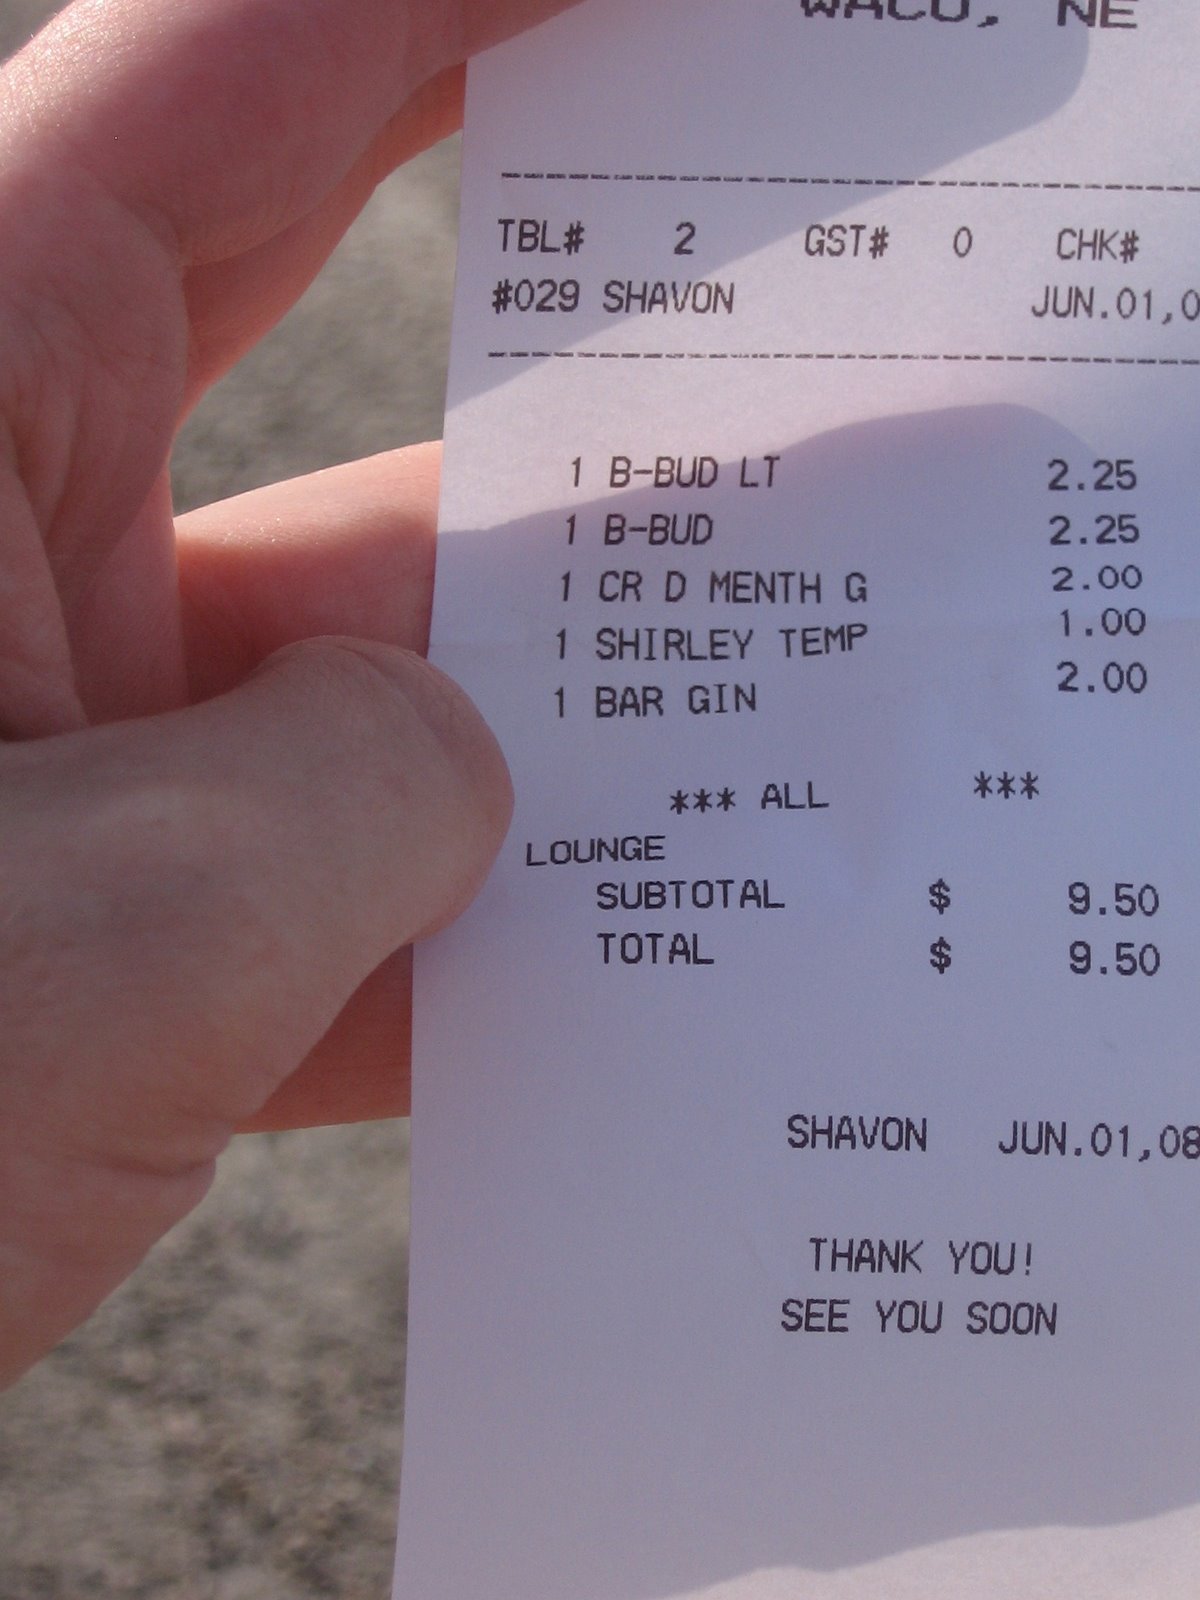 WACO, NE
TBL# 2 GST# 0 CHK#
#029 SHAVON JUN.01,0
1 B-BUD LT 2.25
1 B-BUD 2.25
1 CR D MENTH G 2.00
1 SHIRLEY TEMP 1.00
1 BAR GIN 2.00
*** ALL ***
LOUNGE
SUBTOTAL $ 9.50
TOTAL $ 9.50
SHAVON JUN.01,08
THANK YOU!
SEE YOU SOON